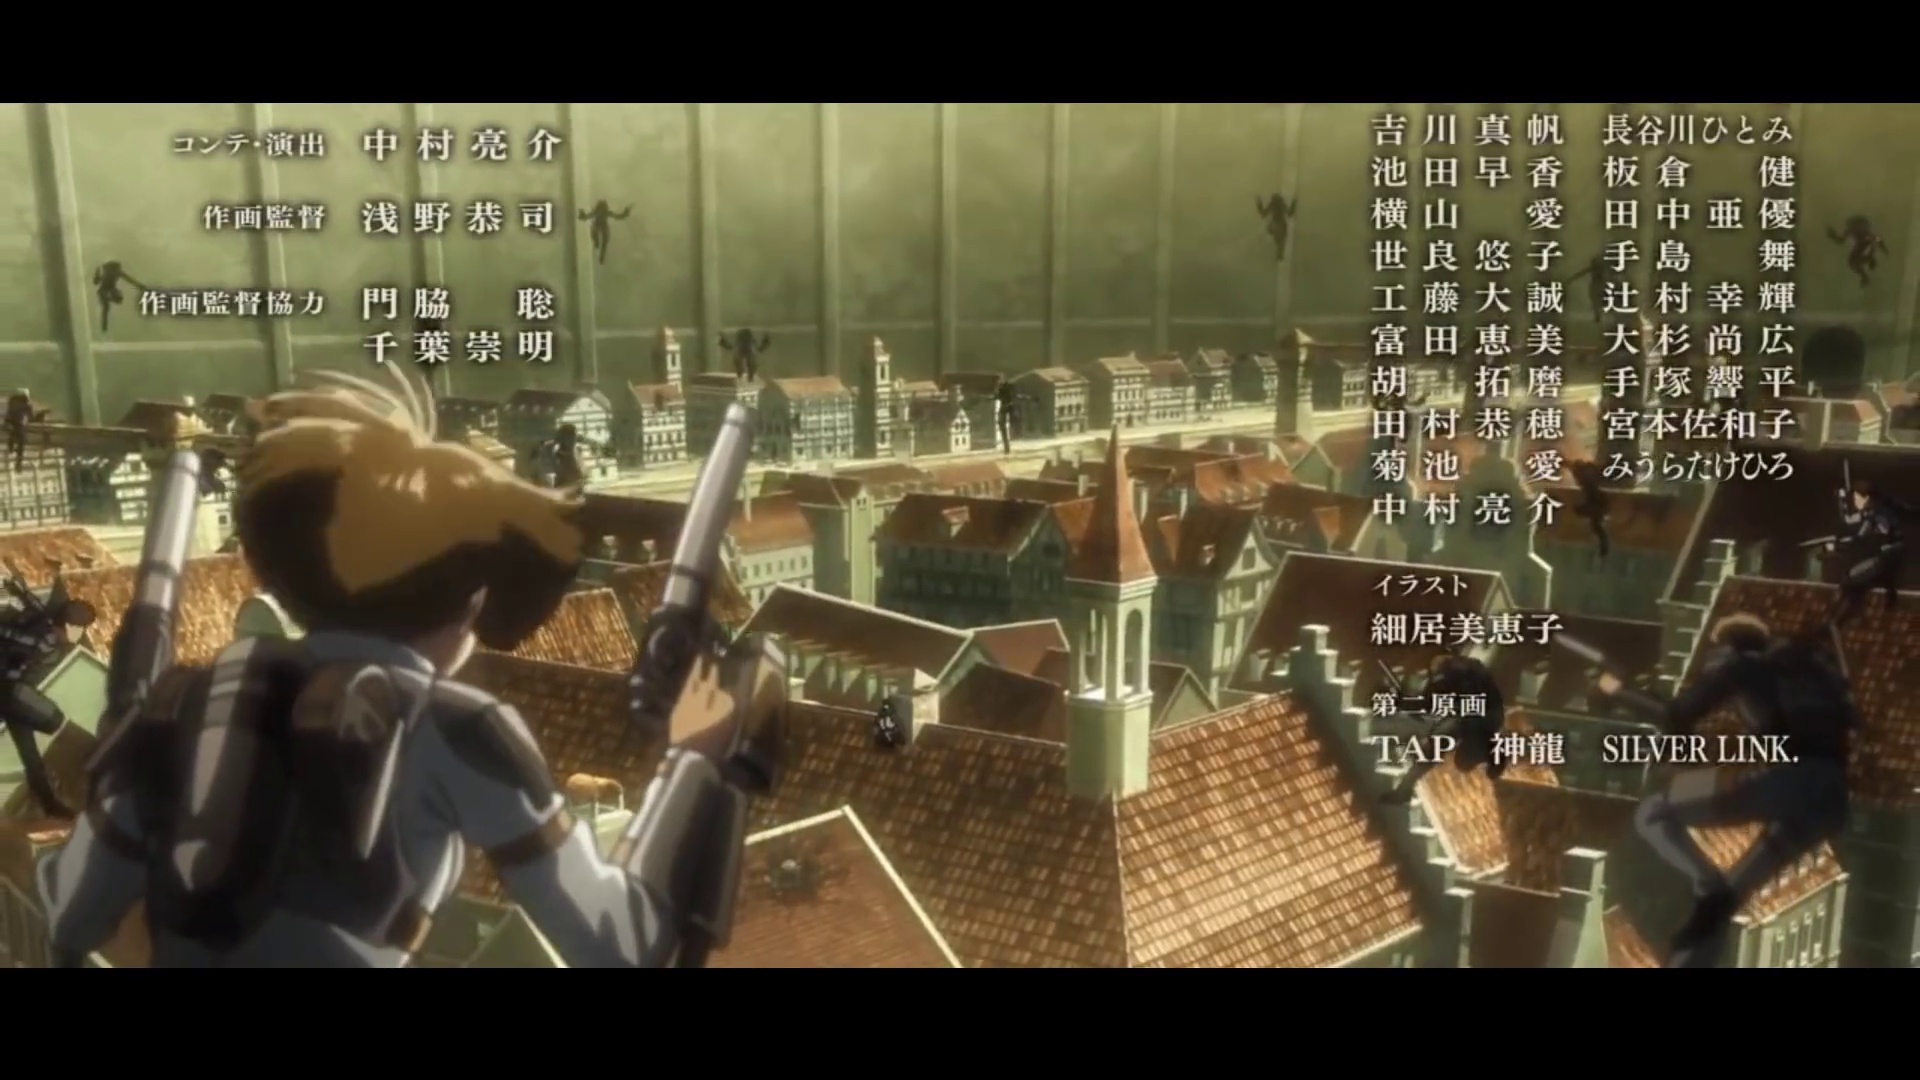 コンテ・演出 中村亮介
作画監督 浅野恭司
作画監督協力 門脇 聡
千葉崇明
吉川真帆 長谷川ひとみ
池田早香 板倉 健
横山 愛 田中亜優
世良悠子 手島 舞
工藤大誠 辻村幸輝
富田恵美 大杉尚広
胡 拓磨 手塚響平
田村恭穂 宮本佐和子
菊池 愛 みうらたけひろ
中村亮介
イラスト
細居美恵子
第二原画
TAP 神龍 SILVER LINK.